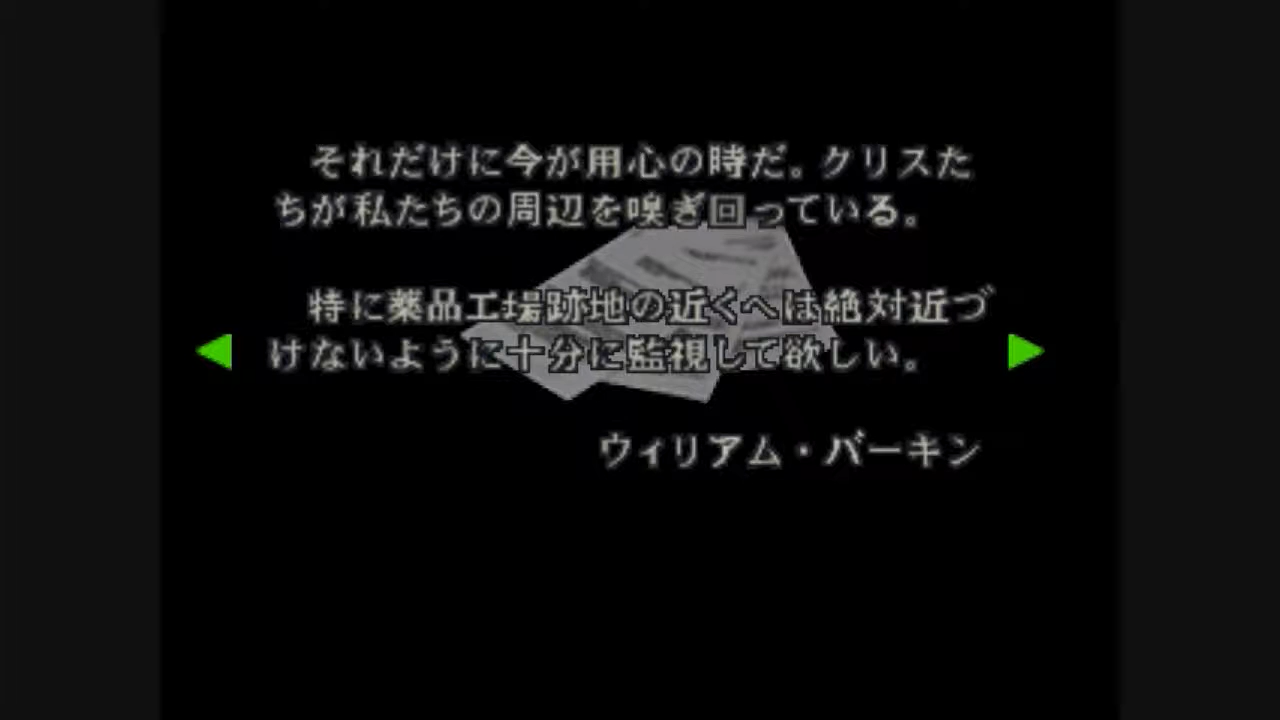 それだけに今が用心の時だ。クリスた
ちが私たちの周辺を嗅ぎ回っている。
特に薬品工場跡地の近くへは絶対近づ
けないように十分に監視して欲しい。
ウィリアム・バーキン